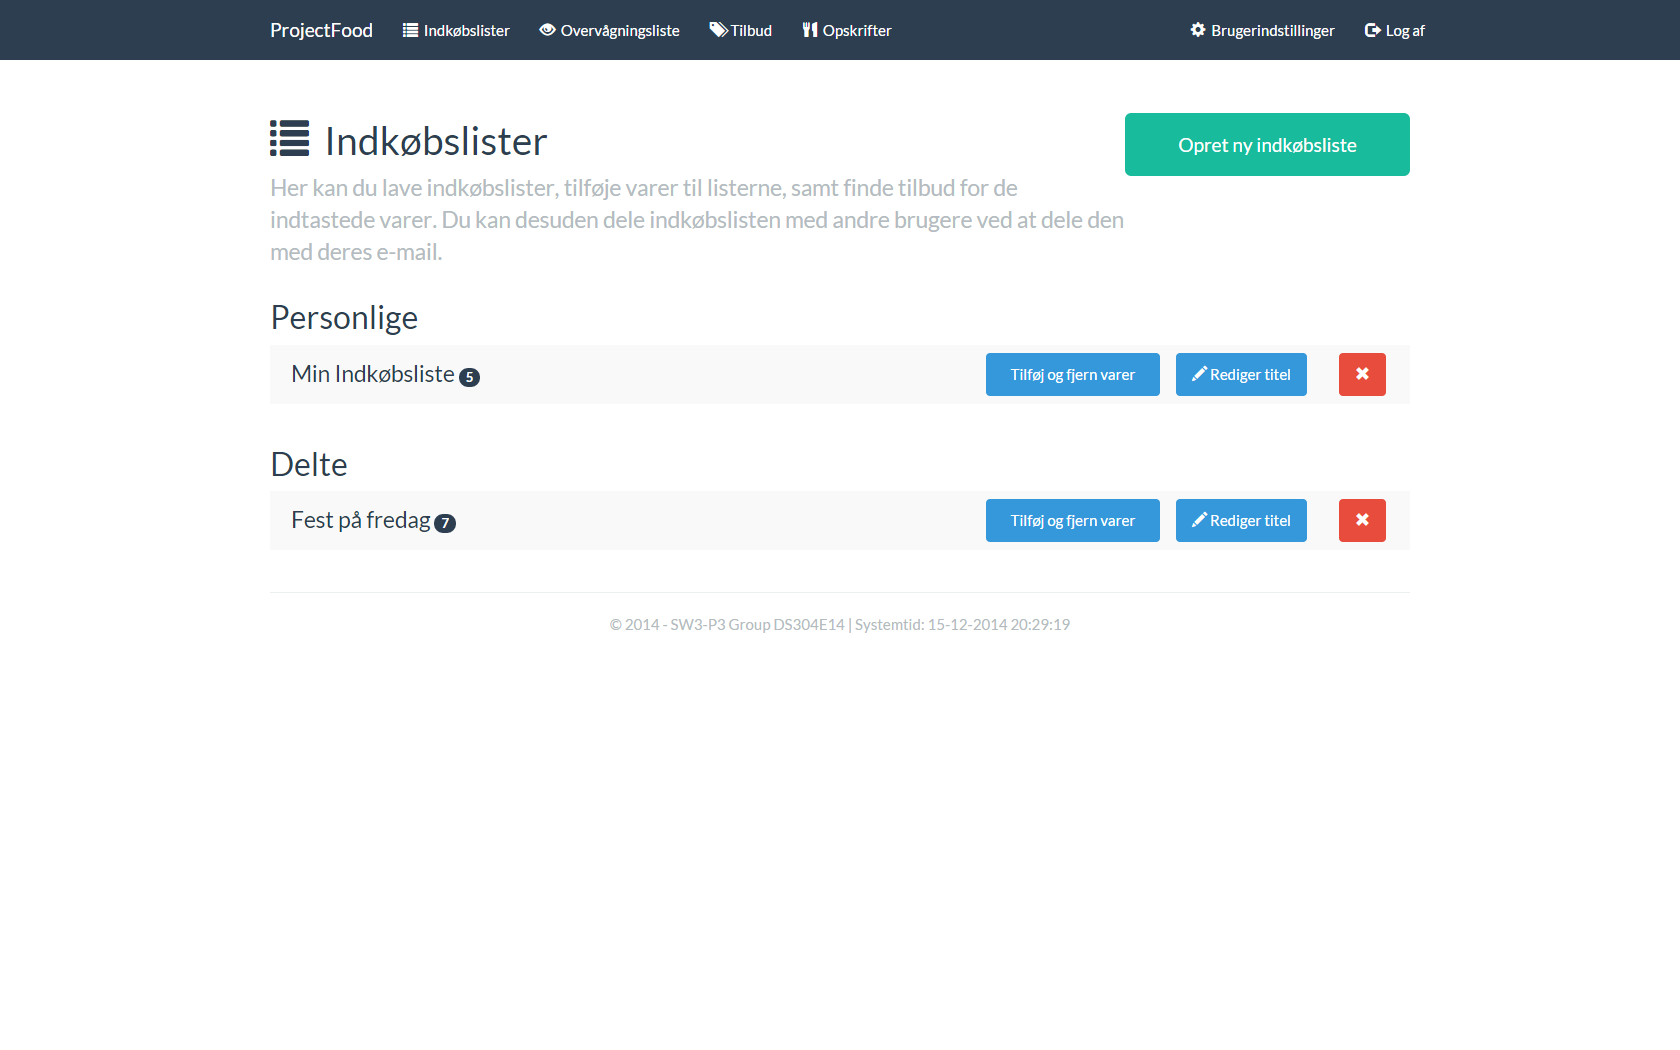 ProjectFood Indkøbslister Overvågningsliste Tilbud Opskrifter Brugerindstillinger Log af
Indkøbslister
Opret ny indkøbsliste
Her kan du lave indkøbslister, tilføje varer til listerne, samt finde tilbud for de
indtastede varer. Du kan desuden dele indkøbslisten med andre brugere ved at dele den
med deres e-mail.
Personlige
Min Indkøbsliste 5 Tilføj og fjern varer Rediger titel
Delte
Fest på fredag 7 Tilføj og fjern varer Rediger titel
© 2014 - SW3-P3 Group DS304E14 | Systemtid: 15-12-2014 20:29:19